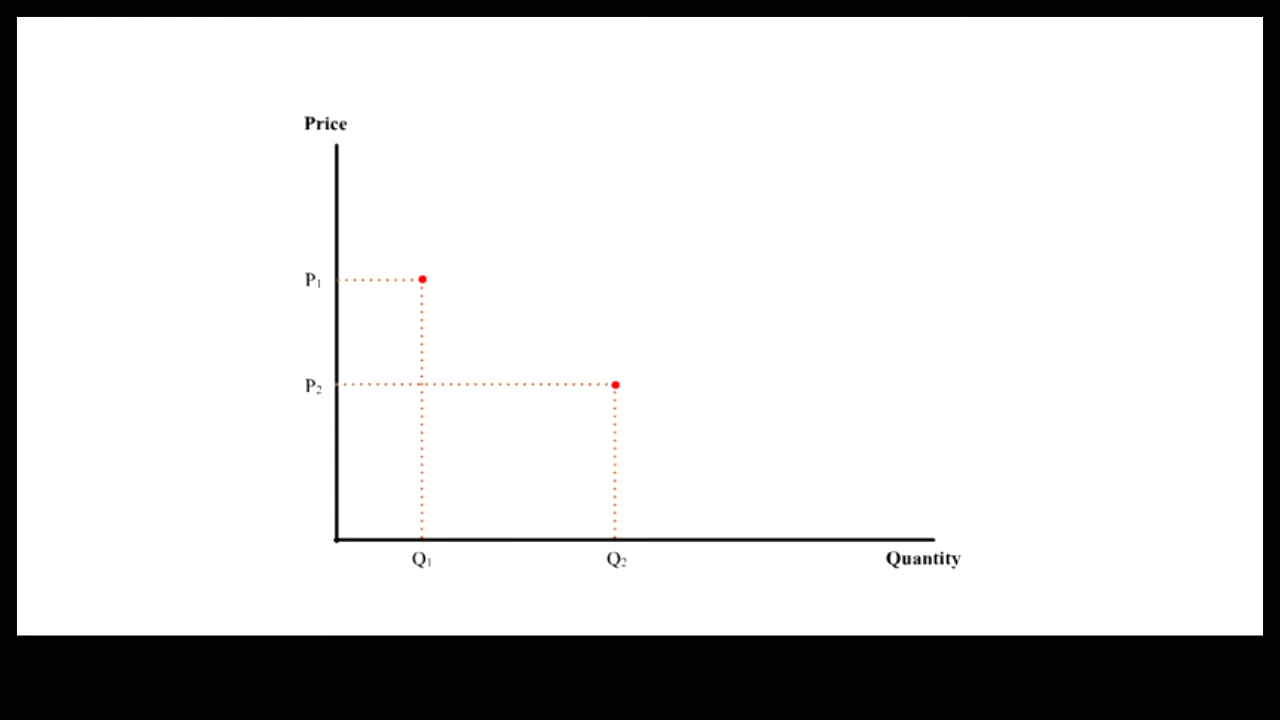 Price
P₁
P₂
Q₁ Q₂ Quantity